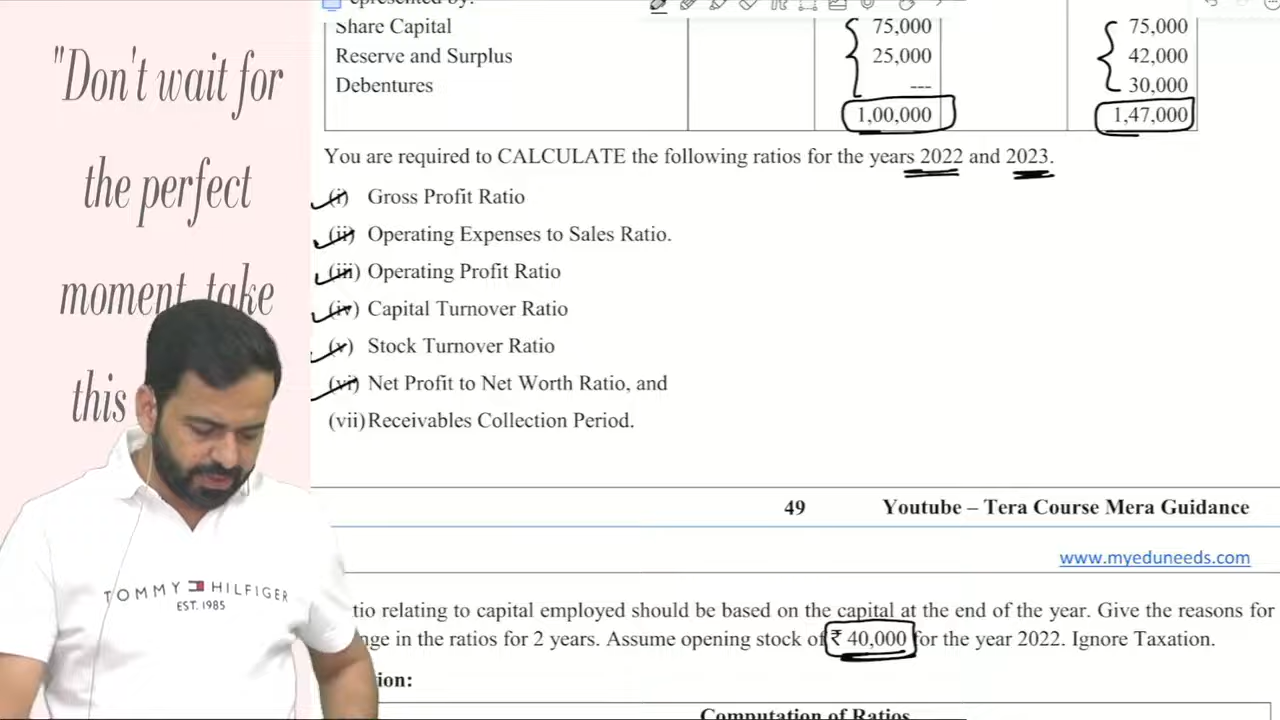 "Don't wait for
the perfect
moment, take
this
epresented by:
Share Capital 75,000 75,000
Reserve and Surplus 25,000 42,000
Debentures --- 30,000
1,00,000 1,47,000
You are required to CALCULATE the following ratios for the years 2022 and 2023.
(i) Gross Profit Ratio
(ii) Operating Expenses to Sales Ratio.
(iii) Operating Profit Ratio
(iv) Capital Turnover Ratio
(v) Stock Turnover Ratio
(vi) Net Profit to Net Worth Ratio, and
(vii) Receivables Collection Period.
49 Youtube – Tera Course Mera Guidance
www.myeduneeds.com
tio relating to capital employed should be based on the capital at the end of the year. Give the reasons for
nge in the ratios for 2 years. Assume opening stock of ₹ 40,000 for the year 2022. Ignore Taxation.
ion:
Computation of Ratios
TOMMY HILFIGER
EST. 1985